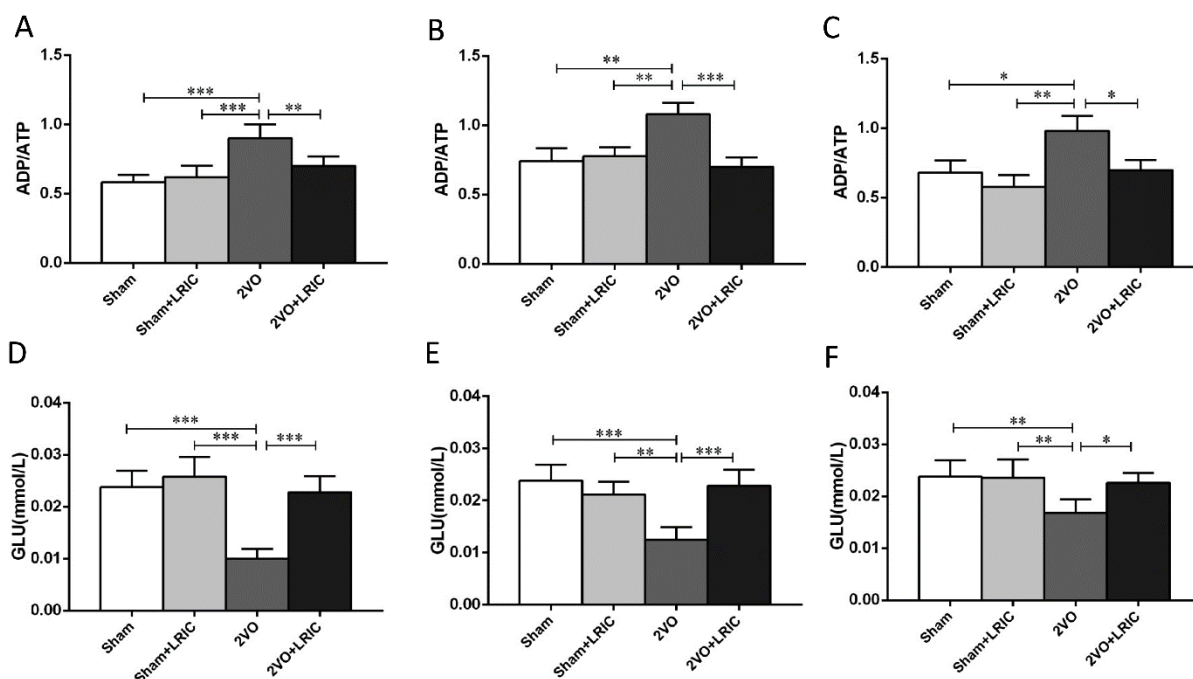 A
1.5
1.0
0.5
0.0
ADP/ATP
***
***
**
Sham
Sham+LRIC
2VO
2VO+LRIC
B
1.5
1.0
0.5
0.0
ADP/ATP
**
**
***
Sham
Sham+LRIC
2VO
2VO+LRIC
C
1.5
1.0
0.5
0.0
ADP/ATP
*
**
*
Sham
Sham+LRIC
2VO
2VO+LRIC
D
0.04
0.03
0.02
0.01
0.00
GLU(mmol/L)
***
***
***
Sham
Sham+LRIC
2VO
2VO+LRIC
E
0.04
0.03
0.02
0.01
0.00
GLU(mmol/L)
***
**
***
Sham
Sham+LRIC
2VO
2VO+LRIC
F
0.04
0.03
0.02
0.01
0.00
GLU(mmol/L)
**
**
*
Sham
Sham+LRIC
2VO
2VO+LRIC